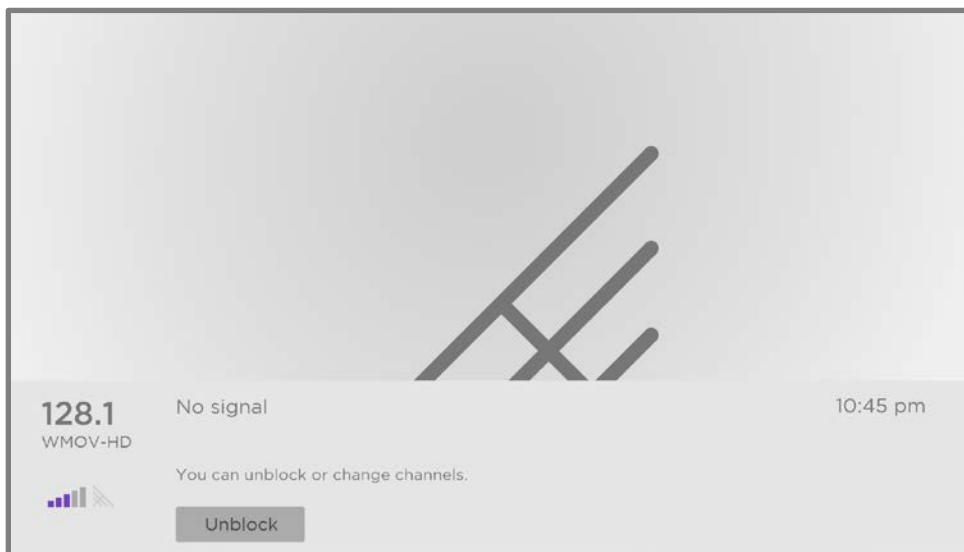 128.1
WMOV-HD
No signal
10:45 pm
You can unblock or change channels.
Unblock